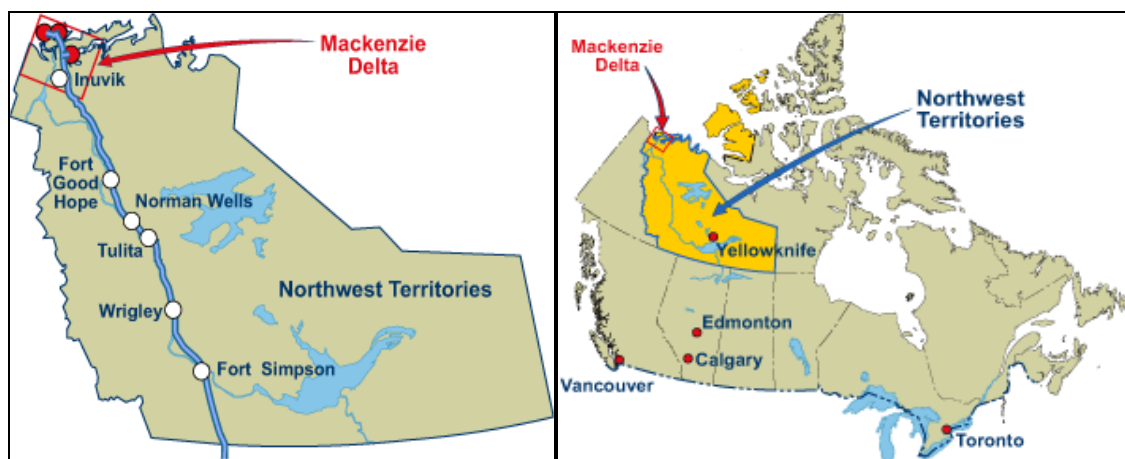 Mackenzie
Delta
Inuvik
Fort
Good
Hope
Norman Wells
Tulita
Northwest Territories
Wrigley
Fort Simpson
Mackenzie
Delta
Northwest
Territories
Yellowknife
Edmonton
Calgary
Vancouver
Toronto